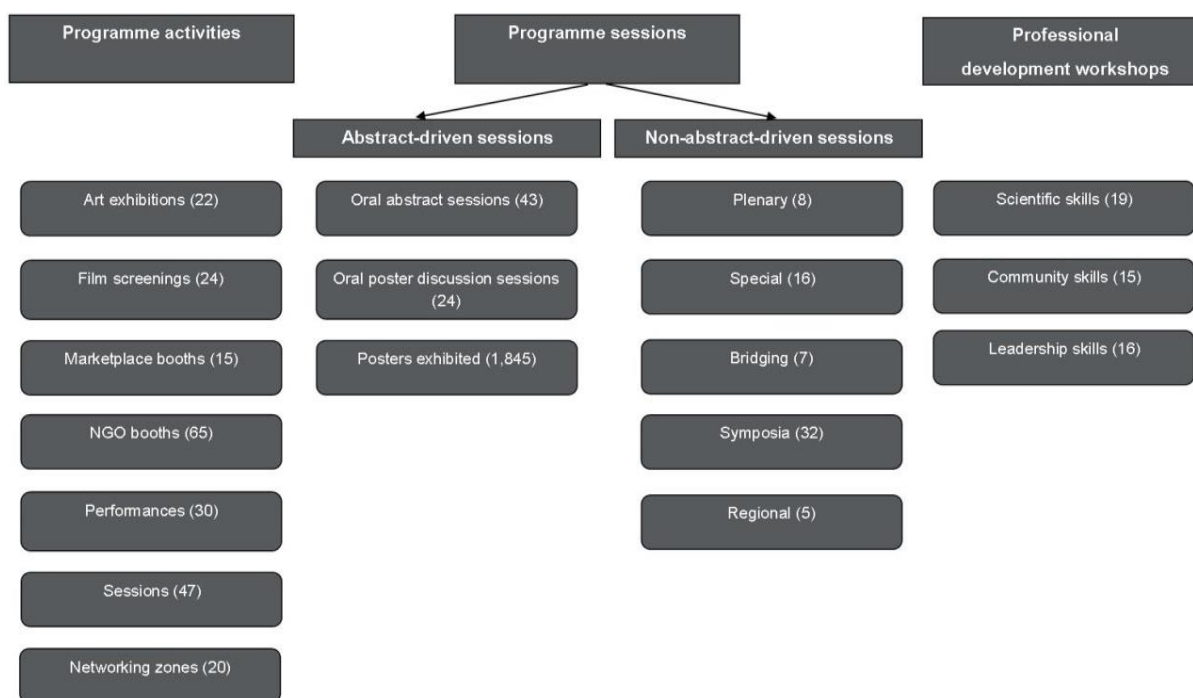 Programme activities
Programme sessions
Professional
development workshops
Abstract-driven sessions
Non-abstract-driven sessions
Art exhibitions (22)
Film screenings (24)
Marketplace booths (15)
NGO booths (65)
Performances (30)
Sessions (47)
Networking zones (20)
Oral abstract sessions (43)
Oral poster discussion sessions
(24)
Posters exhibited (1,845)
Plenary (8)
Special (16)
Bridging (7)
Symposia (32)
Regional (5)
Scientific skills (19)
Community skills (15)
Leadership skills (16)